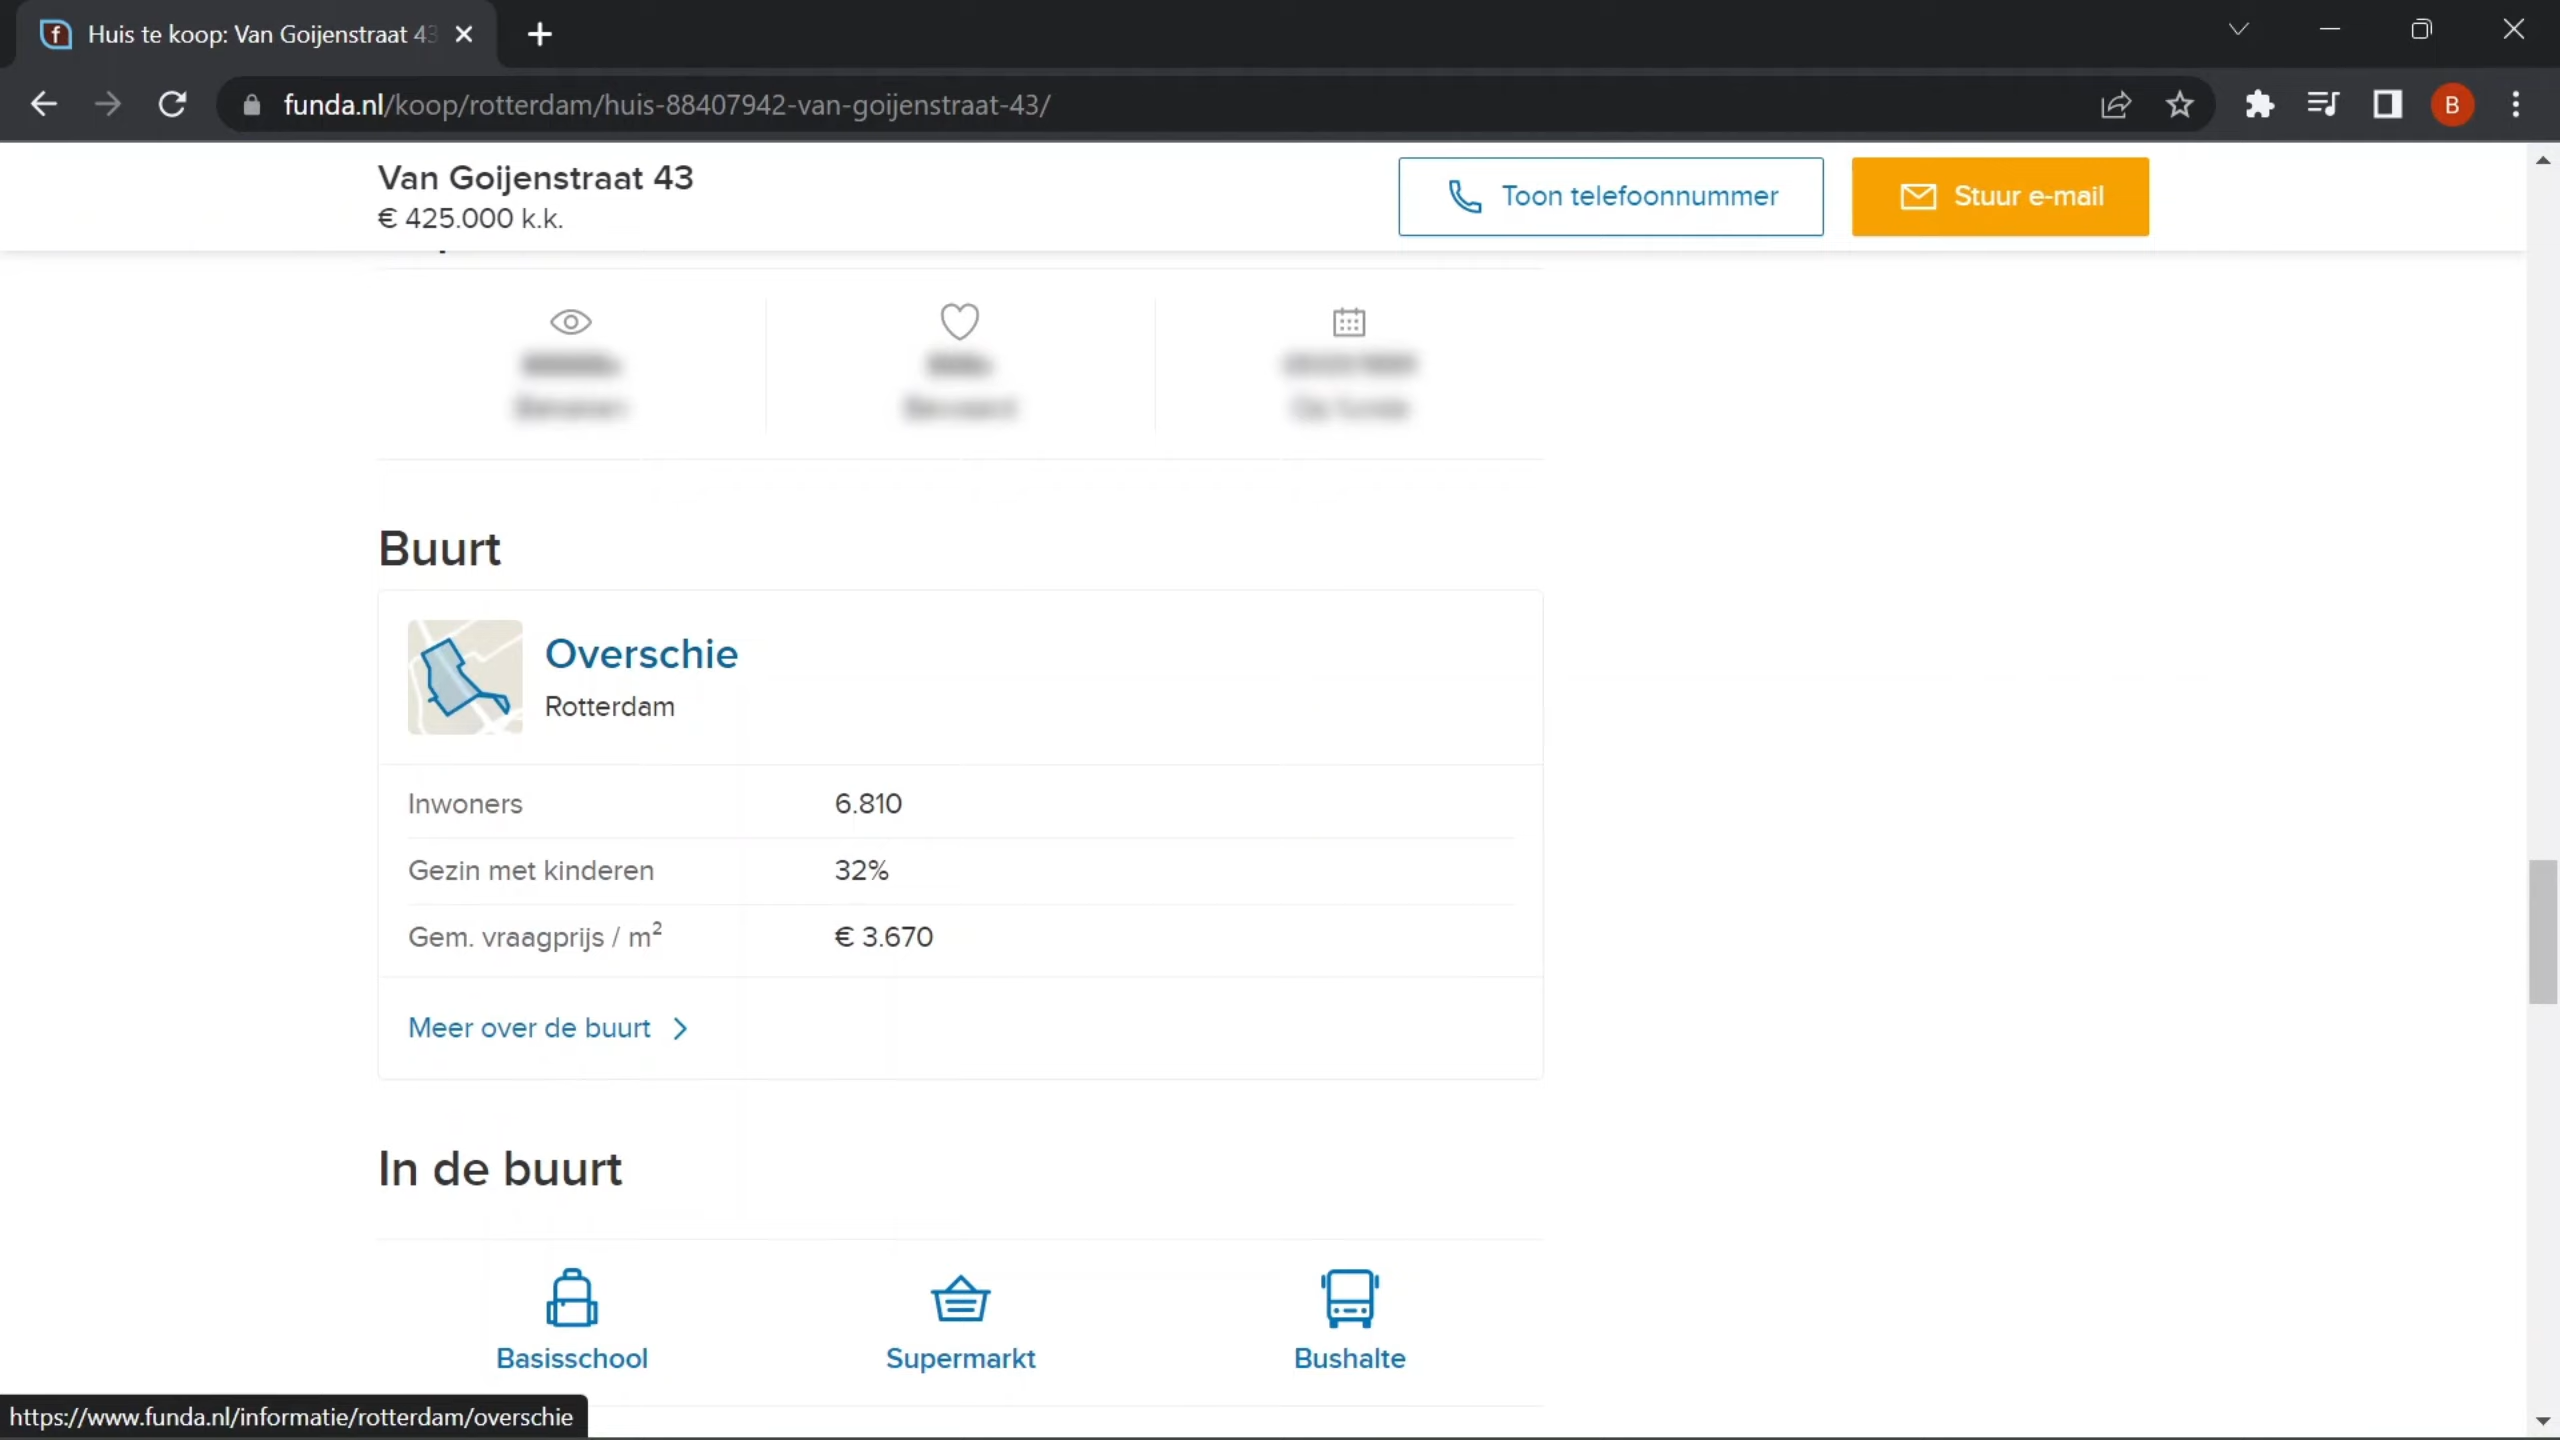 Huis te koop: Van Goijenstraat 43
funda.nl/koop/rotterdam/huis-88407942-van-goijenstraat-43/
B
Van Goijenstraat 43
€ 425.000 k.k.
Toon telefoonnummer
Stuur e-mail
Buurt
Overschie
Rotterdam
Inwoners 6.810
Gezin met kinderen 32%
Gem. vraagprijs / m² € 3.670
Meer over de buurt
In de buurt
Basisschool Supermarkt Bushalte
https://www.funda.nl/informatie/rotterdam/overschie